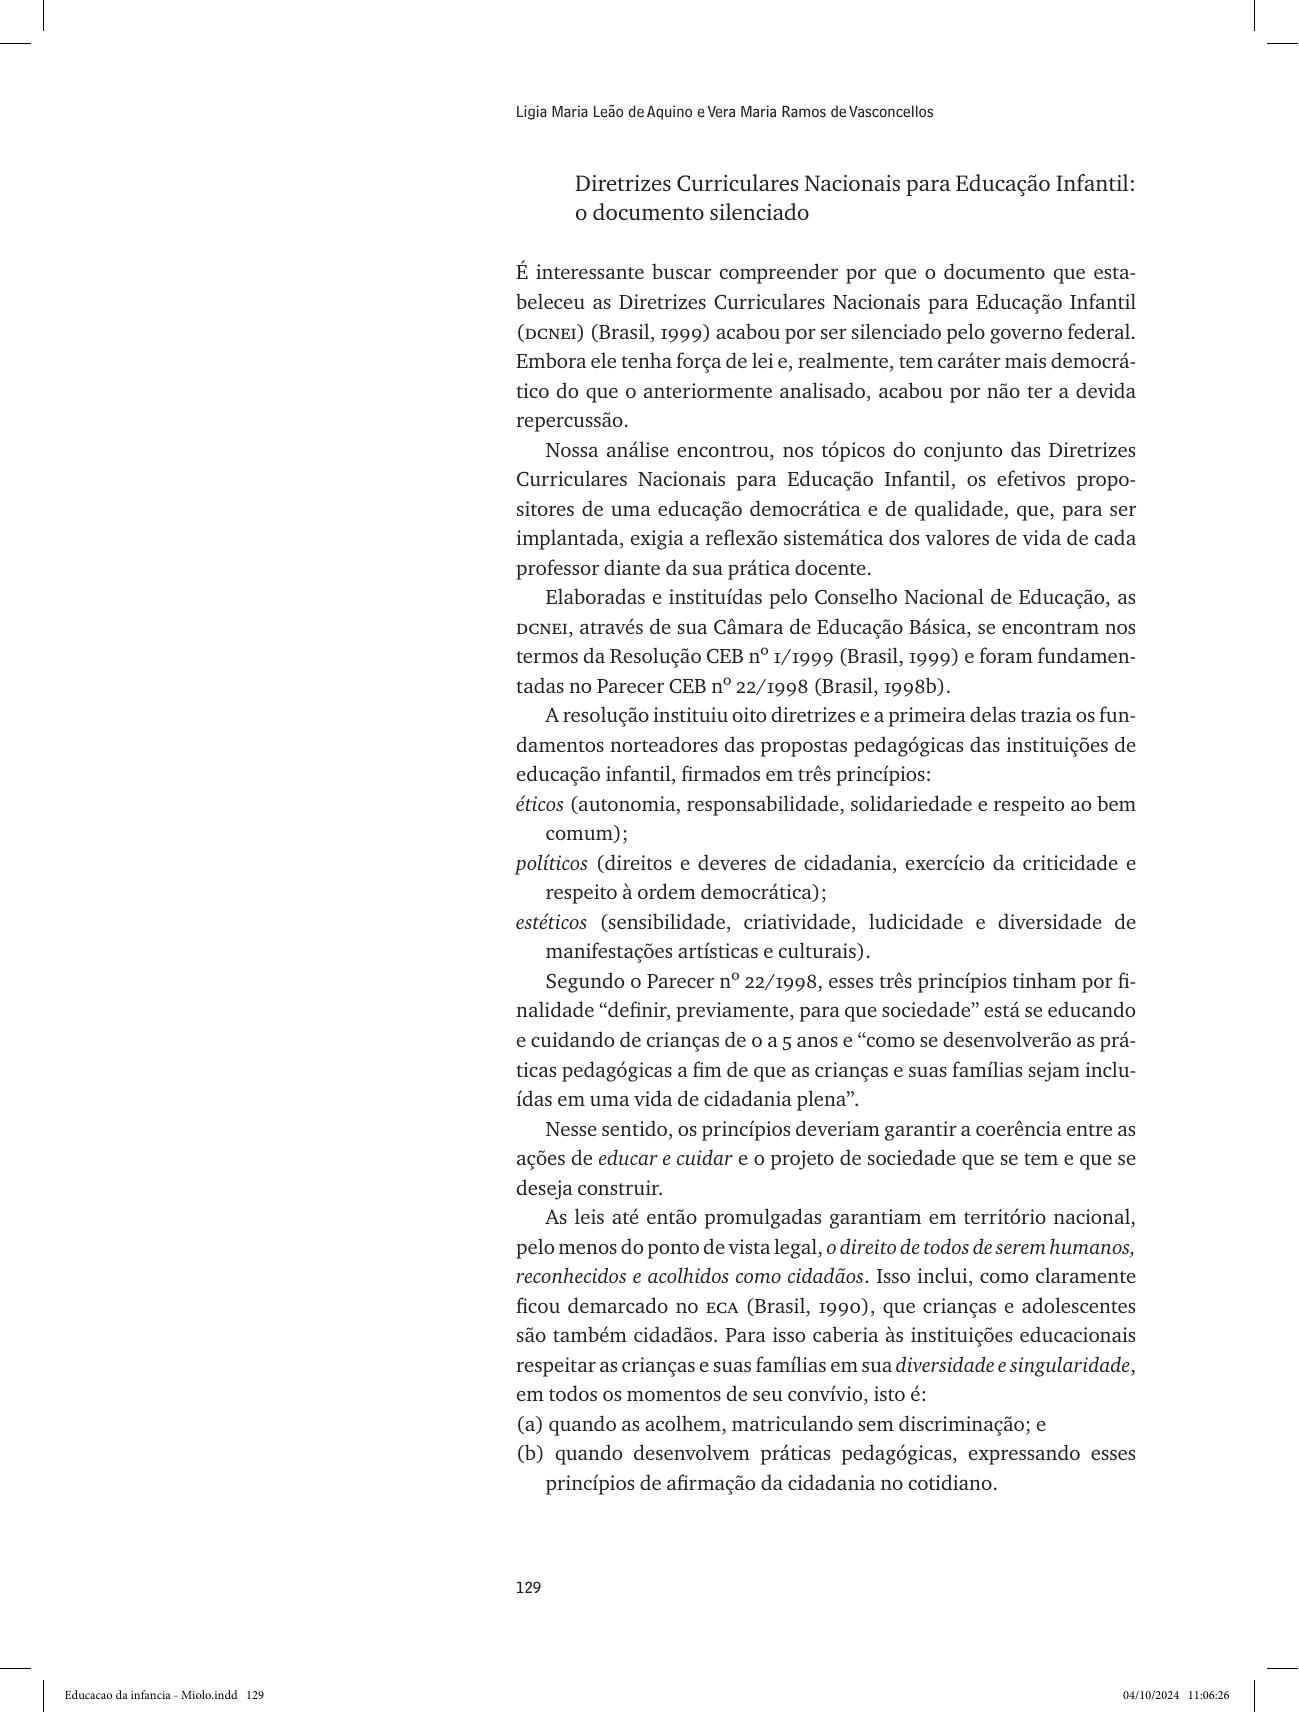 Ligia Maria Leão de Aquino e Vera Maria Ramos de Vasconcellos
Diretrizes Curriculares Nacionais para Educação Infantil:
o documento silenciado
É interessante buscar compreender por que o documento que esta-
beleceu as Diretrizes Curriculares Nacionais para Educação Infantil
(DCNEI) (Brasil, 1999) acabou por ser silenciado pelo governo federal.
Embora ele tenha força de lei e, realmente, tem caráter mais democrá-
tico do que o anteriormente analisado, acabou por não ter a devida
repercussão.
Nossa análise encontrou, nos tópicos do conjunto das Diretrizes
Curriculares Nacionais para Educação Infantil, os efetivos propo-
sitores de uma educação democrática e de qualidade, que, para ser
implantada, exigia a reflexão sistemática dos valores de vida de cada
professor diante da sua prática docente.
Elaboradas e instituídas pelo Conselho Nacional de Educação, as
DCNEI, através de sua Câmara de Educação Básica, se encontram nos
termos da Resolução CEB nº 1/1999 (Brasil, 1999) e foram fundamen-
tadas no Parecer CEB nº 22/1998 (Brasil, 1998b).
A resolução instituiu oito diretrizes e a primeira delas trazia os fun-
damentos norteadores das propostas pedagógicas das instituições de
educação infantil, firmados em três princípios:
éticos (autonomia, responsabilidade, solidariedade e respeito ao bem
comum);
políticos (direitos e deveres de cidadania, exercício da criticidade e
respeito à ordem democrática);
estéticos (sensibilidade, criatividade, ludicidade e diversidade de
manifestações artísticas e culturais).
Segundo o Parecer nº 22/1998, esses três princípios tinham por fi-
nalidade “definir, previamente, para que sociedade” está se educando
e cuidando de crianças de 0 a 5 anos e “como se desenvolverão as prá-
ticas pedagógicas a fim de que as crianças e suas famílias sejam inclu-
ídas em uma vida de cidadania plena”.
Nesse sentido, os princípios deveriam garantir a coerência entre as
ações de educar e cuidar e o projeto de sociedade que se tem e que se
deseja construir.
As leis até então promulgadas garantiam em território nacional,
pelo menos do ponto de vista legal, o direito de todos de serem humanos,
reconhecidos e acolhidos como cidadãos. Isso inclui, como claramente
ficou demarcado no ECA (Brasil, 1990), que crianças e adolescentes
são também cidadãos. Para isso caberia às instituições educacionais
respeitar as crianças e suas famílias em sua diversidade e singularidade,
em todos os momentos de seu convívio, isto é:
(a) quando as acolhem, matriculando sem discriminação; e
(b) quando desenvolvem práticas pedagógicas, expressando esses
princípios de afirmação da cidadania no cotidiano.
129
Educacao da infancia - Miolo.indd 129
04/10/2024 11:06:26